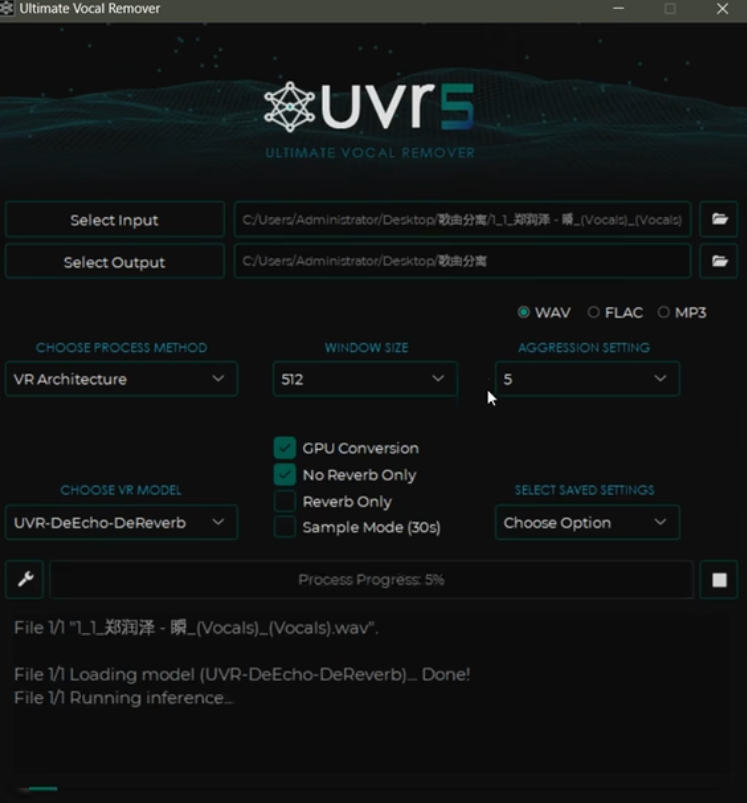 Ultimate Vocal Remover
uvr5
ULTIMATE VOCAL REMOVER
Select Input C:/Users/Administrator/Desktop/歌曲分离/1_1_郑润泽 - 瞬_(Vocals)_(Vocals)
Select Output C:/Users/Administrator/Desktop/歌曲分离
WAV FLAC MP3
CHOOSE PROCESS METHOD WINDOW SIZE AGGRESSION SETTING
VR Architecture 512 5
GPU Conversion
No Reverb Only
CHOOSE VR MODEL SELECT SAVED SETTINGS
Reverb Only
UVR-DeEcho-DeReverb Choose Option
Sample Mode (30s)
Process Progress: 5%
File 1/1 "1_1_郑润泽 - 瞬_(Vocals)_(Vocals).wav".
File 1/1 Loading model (UVR-DeEcho-DeReverb)... Done!
File 1/1 Running inference...